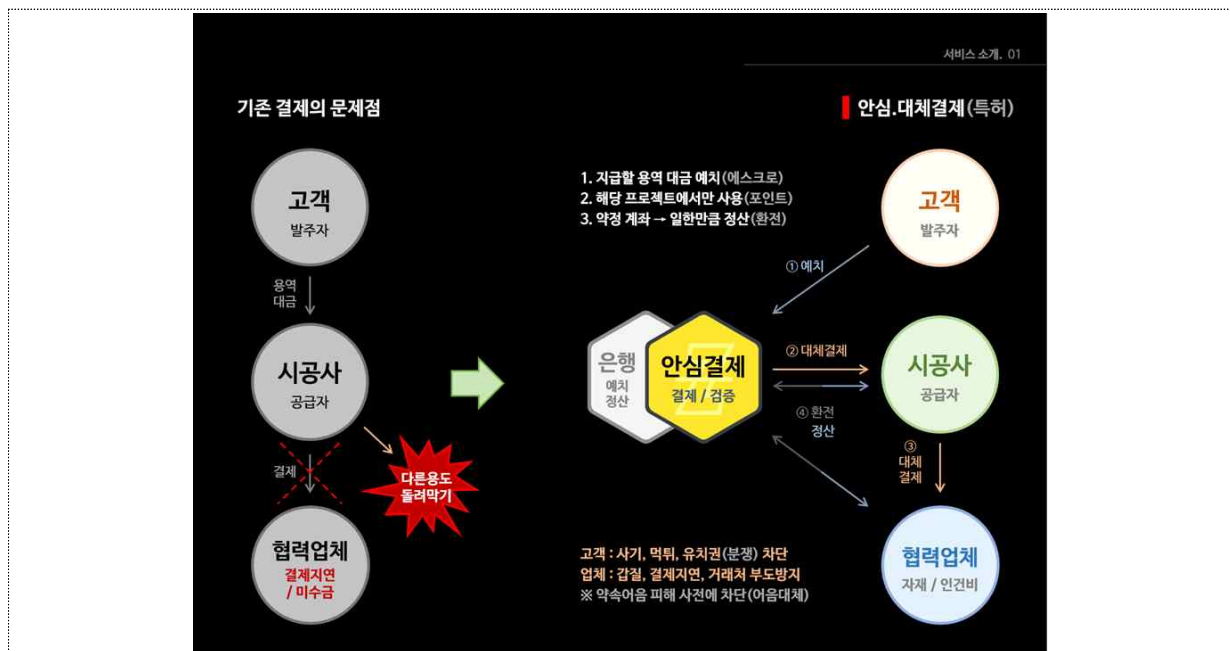 서비스 소개. 01
기존 결제의 문제점
고객
발주자
용역
대금
시공사
공급자
결제
다른용도
돌려막기
협력업체
결제지연
/ 미수금
안심.대체결제(특허)
1. 지급할 용역 대금 예치(에스크로)
2. 해당 프로젝트에서만 사용(포인트)
3. 약정 계좌 → 일한만큼 정산(환전)
고객
발주자
① 예치
은행
예치
정산
안심결제
결제 / 검증
② 대체결제
④ 환전
정산
시공사
공급자
③
대체
결제
협력업체
자재 / 인건비
고객 : 사기, 먹튀, 유치권(분쟁) 차단
업체 : 갑질, 결제지연, 거래처 부도방지
※ 약속어음 피해 사전에 차단(어음대체)